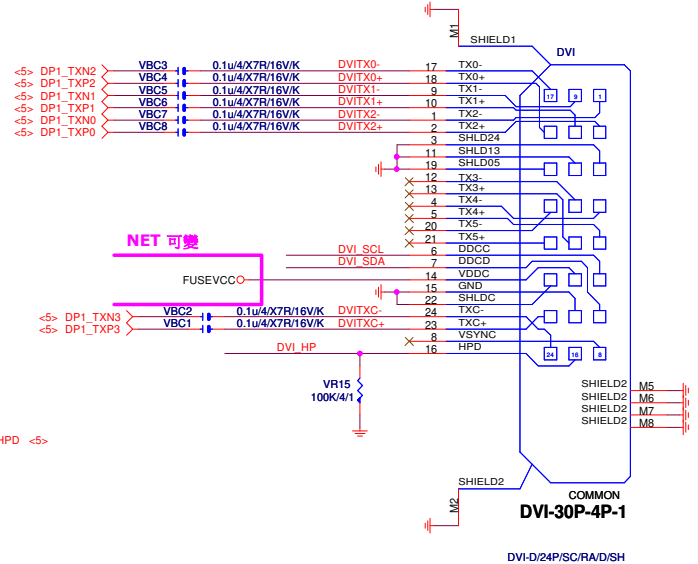 M1
SHIELD1
DVI
<5> DP1_TXN2 VBC3 0.1u/4/X7R/16V/K DVITX0- 17 TX0-
<5> DP1_TXP2 VBC4 0.1u/4/X7R/16V/K DVITX0+ 18 TX0+
<5> DP1_TXN1 VBC5 0.1u/4/X7R/16V/K DVITX1- 9 TX1- 17 9 1
<5> DP1_TXP1 VBC6 0.1u/4/X7R/16V/K DVITX1+ 10 TX1+
<5> DP1_TXN0 VBC7 0.1u/4/X7R/16V/K DVITX2- 1 TX2-
<5> DP1_TXP0 VBC8 0.1u/4/X7R/16V/K DVITX2+ 2 TX2+
3 SHLD24
11 SHLD13
19 SHLD05
12 TX3-
13 TX3+
4 TX4-
5 TX4+
20 TX5-
21 TX5+
NET 可變
DVI_SCL 6 DDCC
DVI_SDA 7 DDCD
FUSEVCC 14 VDDC
15 GND
22 SHLDC
<5> DP1_TXN3 VBC2 0.1u/4/X7R/16V/K DVITXC- 24 TXC-
<5> DP1_TXP3 VBC1 0.1u/4/X7R/16V/K DVITXC+ 23 TXC+
8 VSYNC
DVI_HP 16 HPD 24 16 8
VR15
100K/4/1
SHIELD2 M5
SHIELD2 M6
SHIELD2 M7
SHIELD2 M8
HPD <5>
SHIELD2
M2
COMMON
DVI-30P-4P-1
DVI-D/24P/SC/RA/D/SH